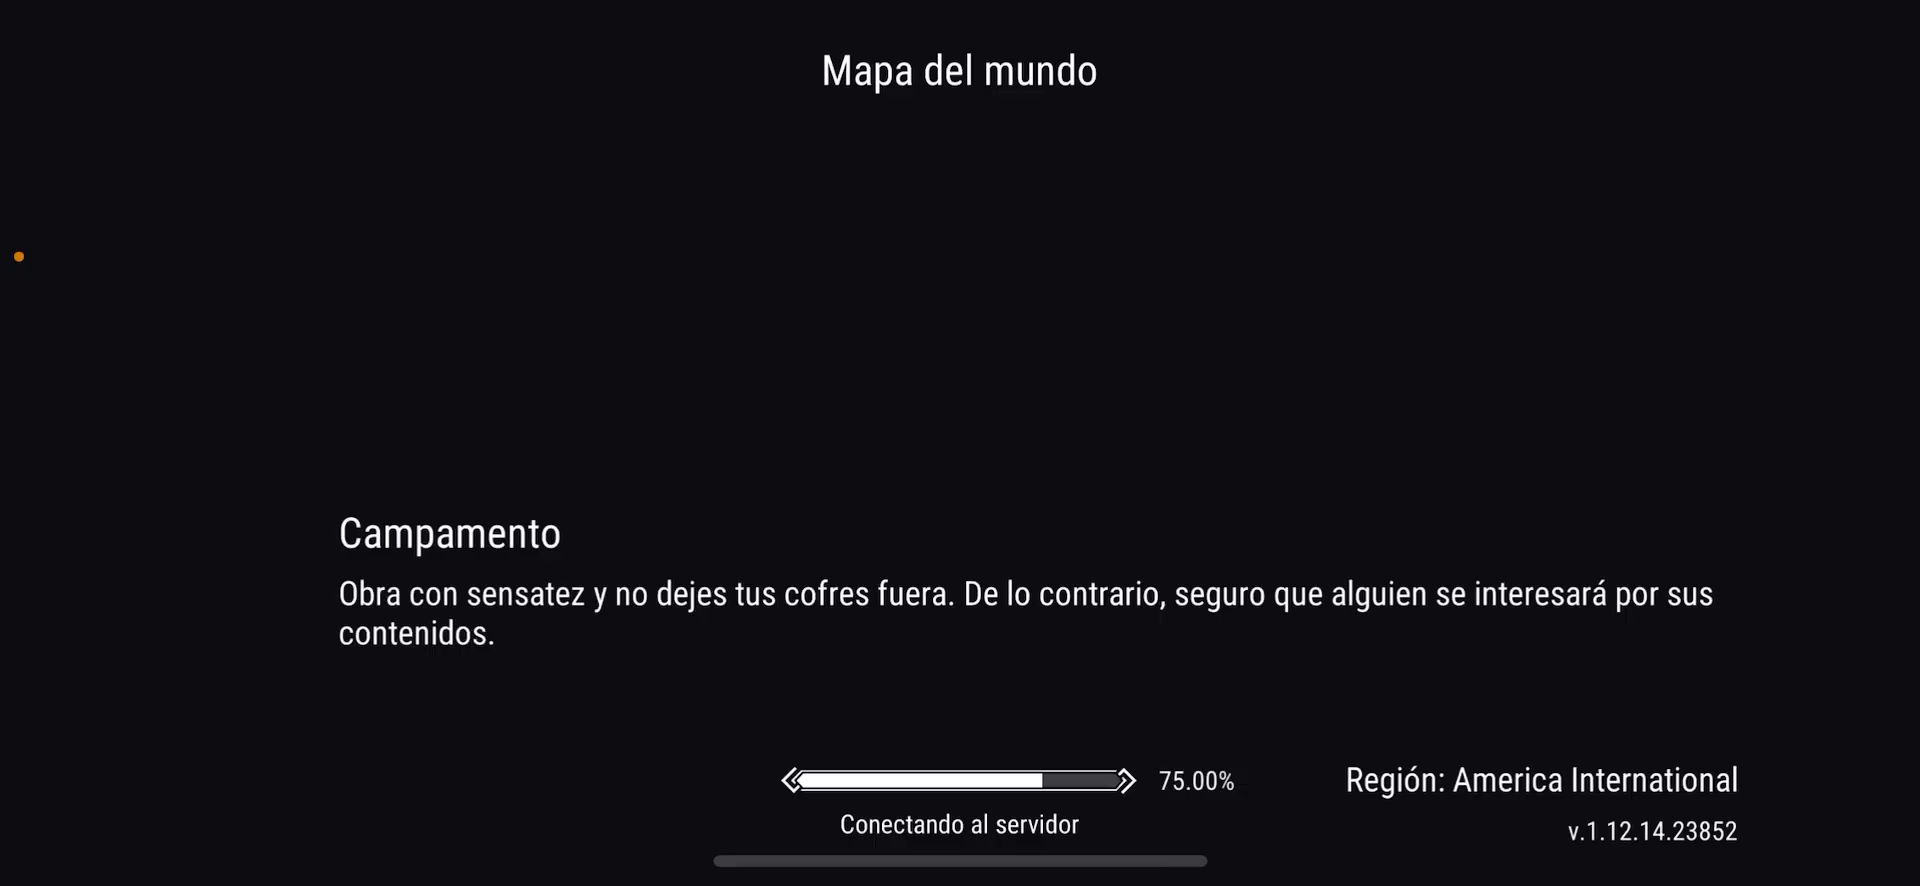 Mapa del mundo
Campamento
Obra con sensatez y no dejes tus cofres fuera. De lo contrario, seguro que alguien se interesará por sus
contenidos.
75.00%
Conectando al servidor
Región: America International
v.1.12.14.23852